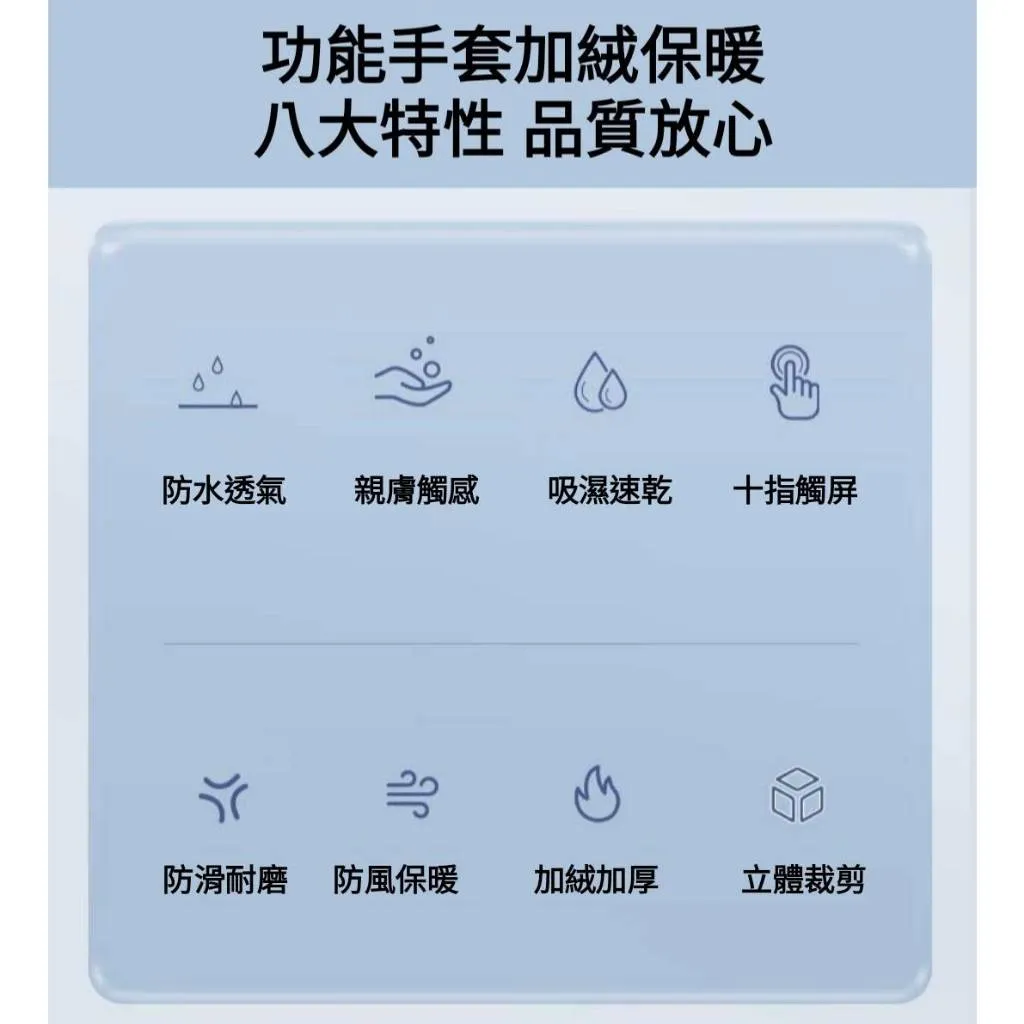 功能手套加絨保暖
八大特性 品質放心
防水透氣 親膚觸感 吸濕速乾 十指觸屏
防滑耐磨 防風保暖 加絨加厚 立體裁剪